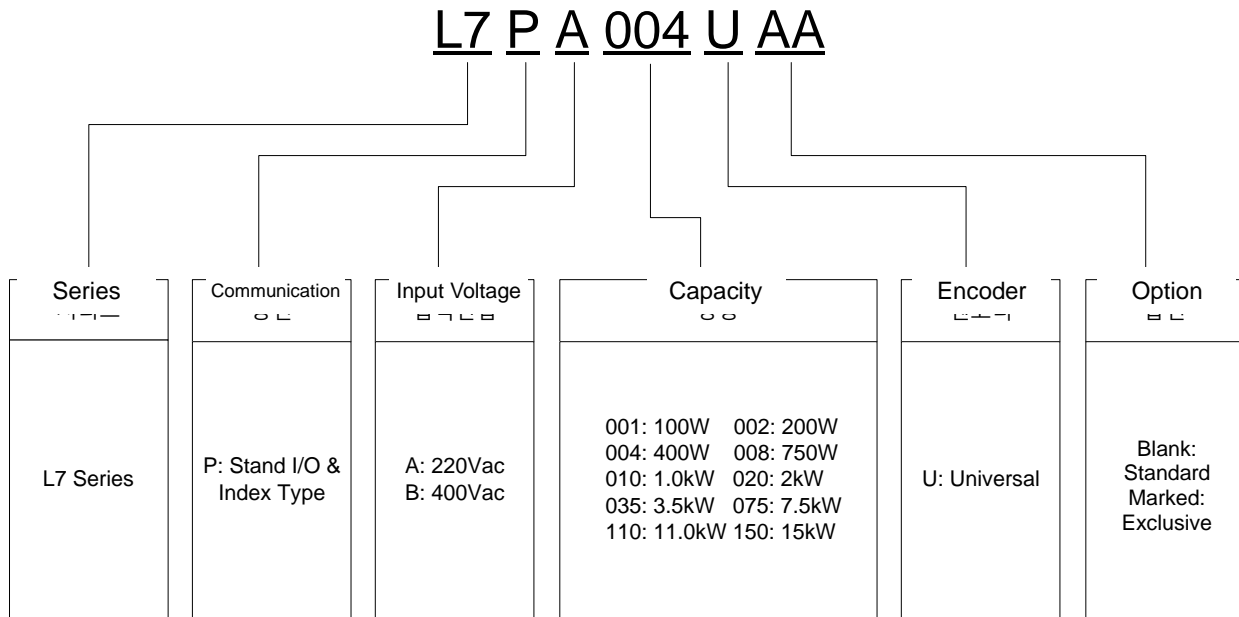 L7 P A 004 U AA
Series
Communication
Input Voltage
Capacity
Encoder
Option
L7 Series
P: Stand I/O &
Index Type
A: 220Vac
B: 400Vac
001: 100W 002: 200W
004: 400W 008: 750W
010: 1.0kW 020: 2kW
035: 3.5kW 075: 7.5kW
110: 11.0kW 150: 15kW
U: Universal
Blank:
Standard
Marked:
Exclusive